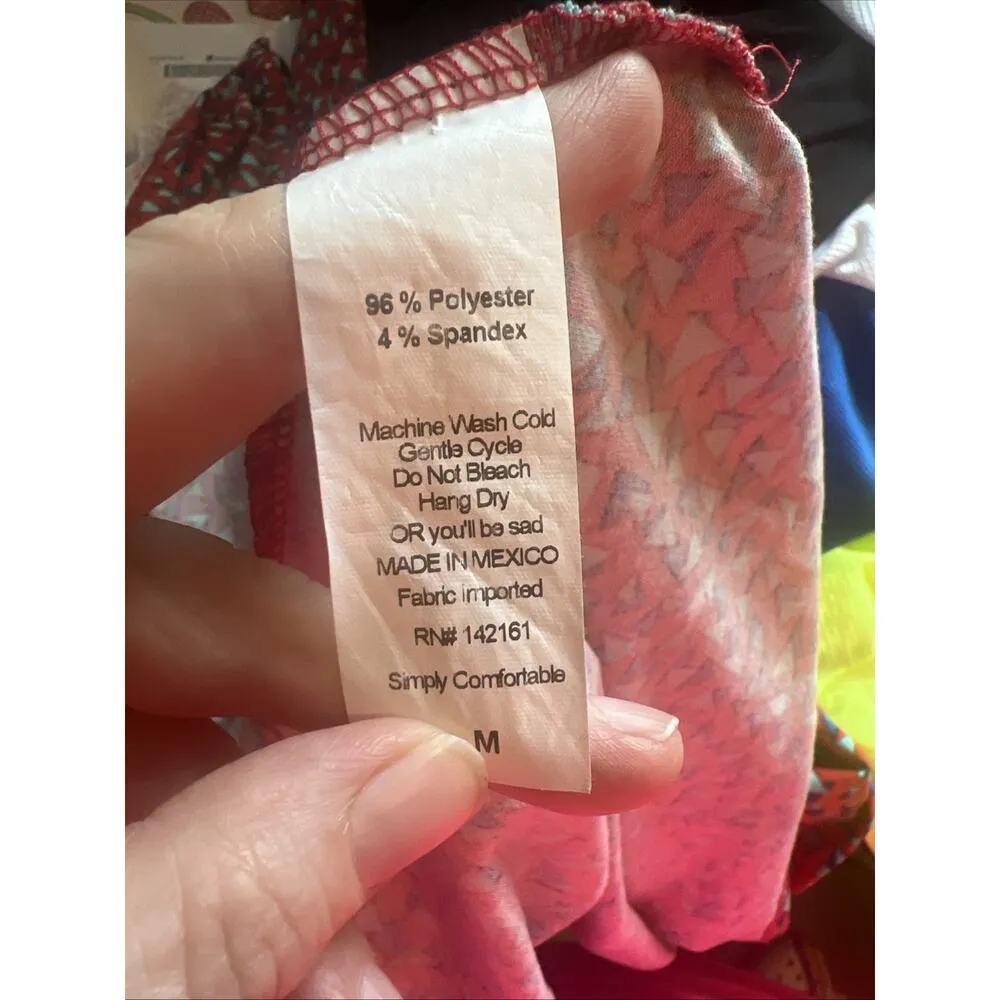 96 % Polyester
4 % Spandex
Machine Wash Cold
Gentle Cycle
Do Not Bleach
Hang Dry
OR you'll be sad
MADE IN MEXICO
Fabric Imported
RN# 142161
Simply Comfortable
M